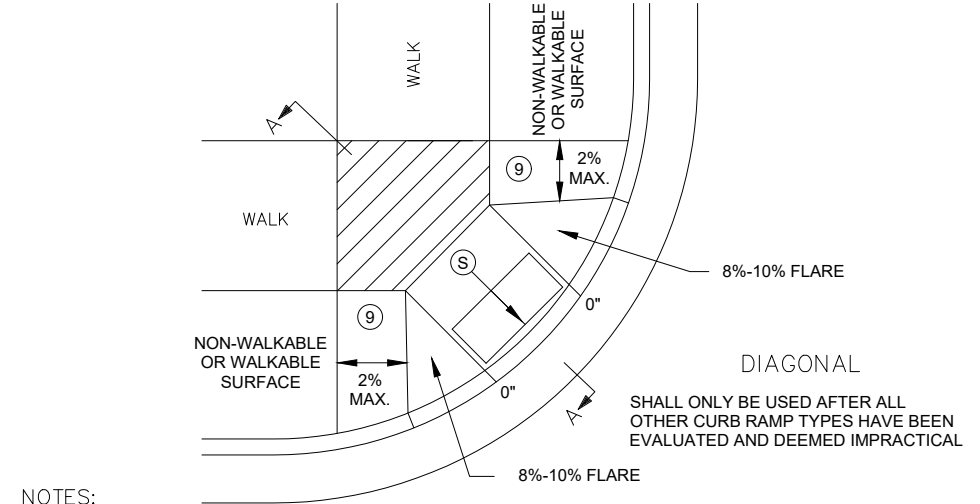 WALK
NON-WALKABLE
OR WALKABLE
SURFACE
A
9
2%
MAX.
WALK
S
8%-10% FLARE
0"
9
NON-WALKABLE
OR WALKABLE
SURFACE
2%
MAX.
0"
DIAGONAL
A
SHALL ONLY BE USED AFTER ALL
OTHER CURB RAMP TYPES HAVE BEEN
EVALUATED AND DEEMED IMPRACTICAL
8%-10% FLARE
NOTES: